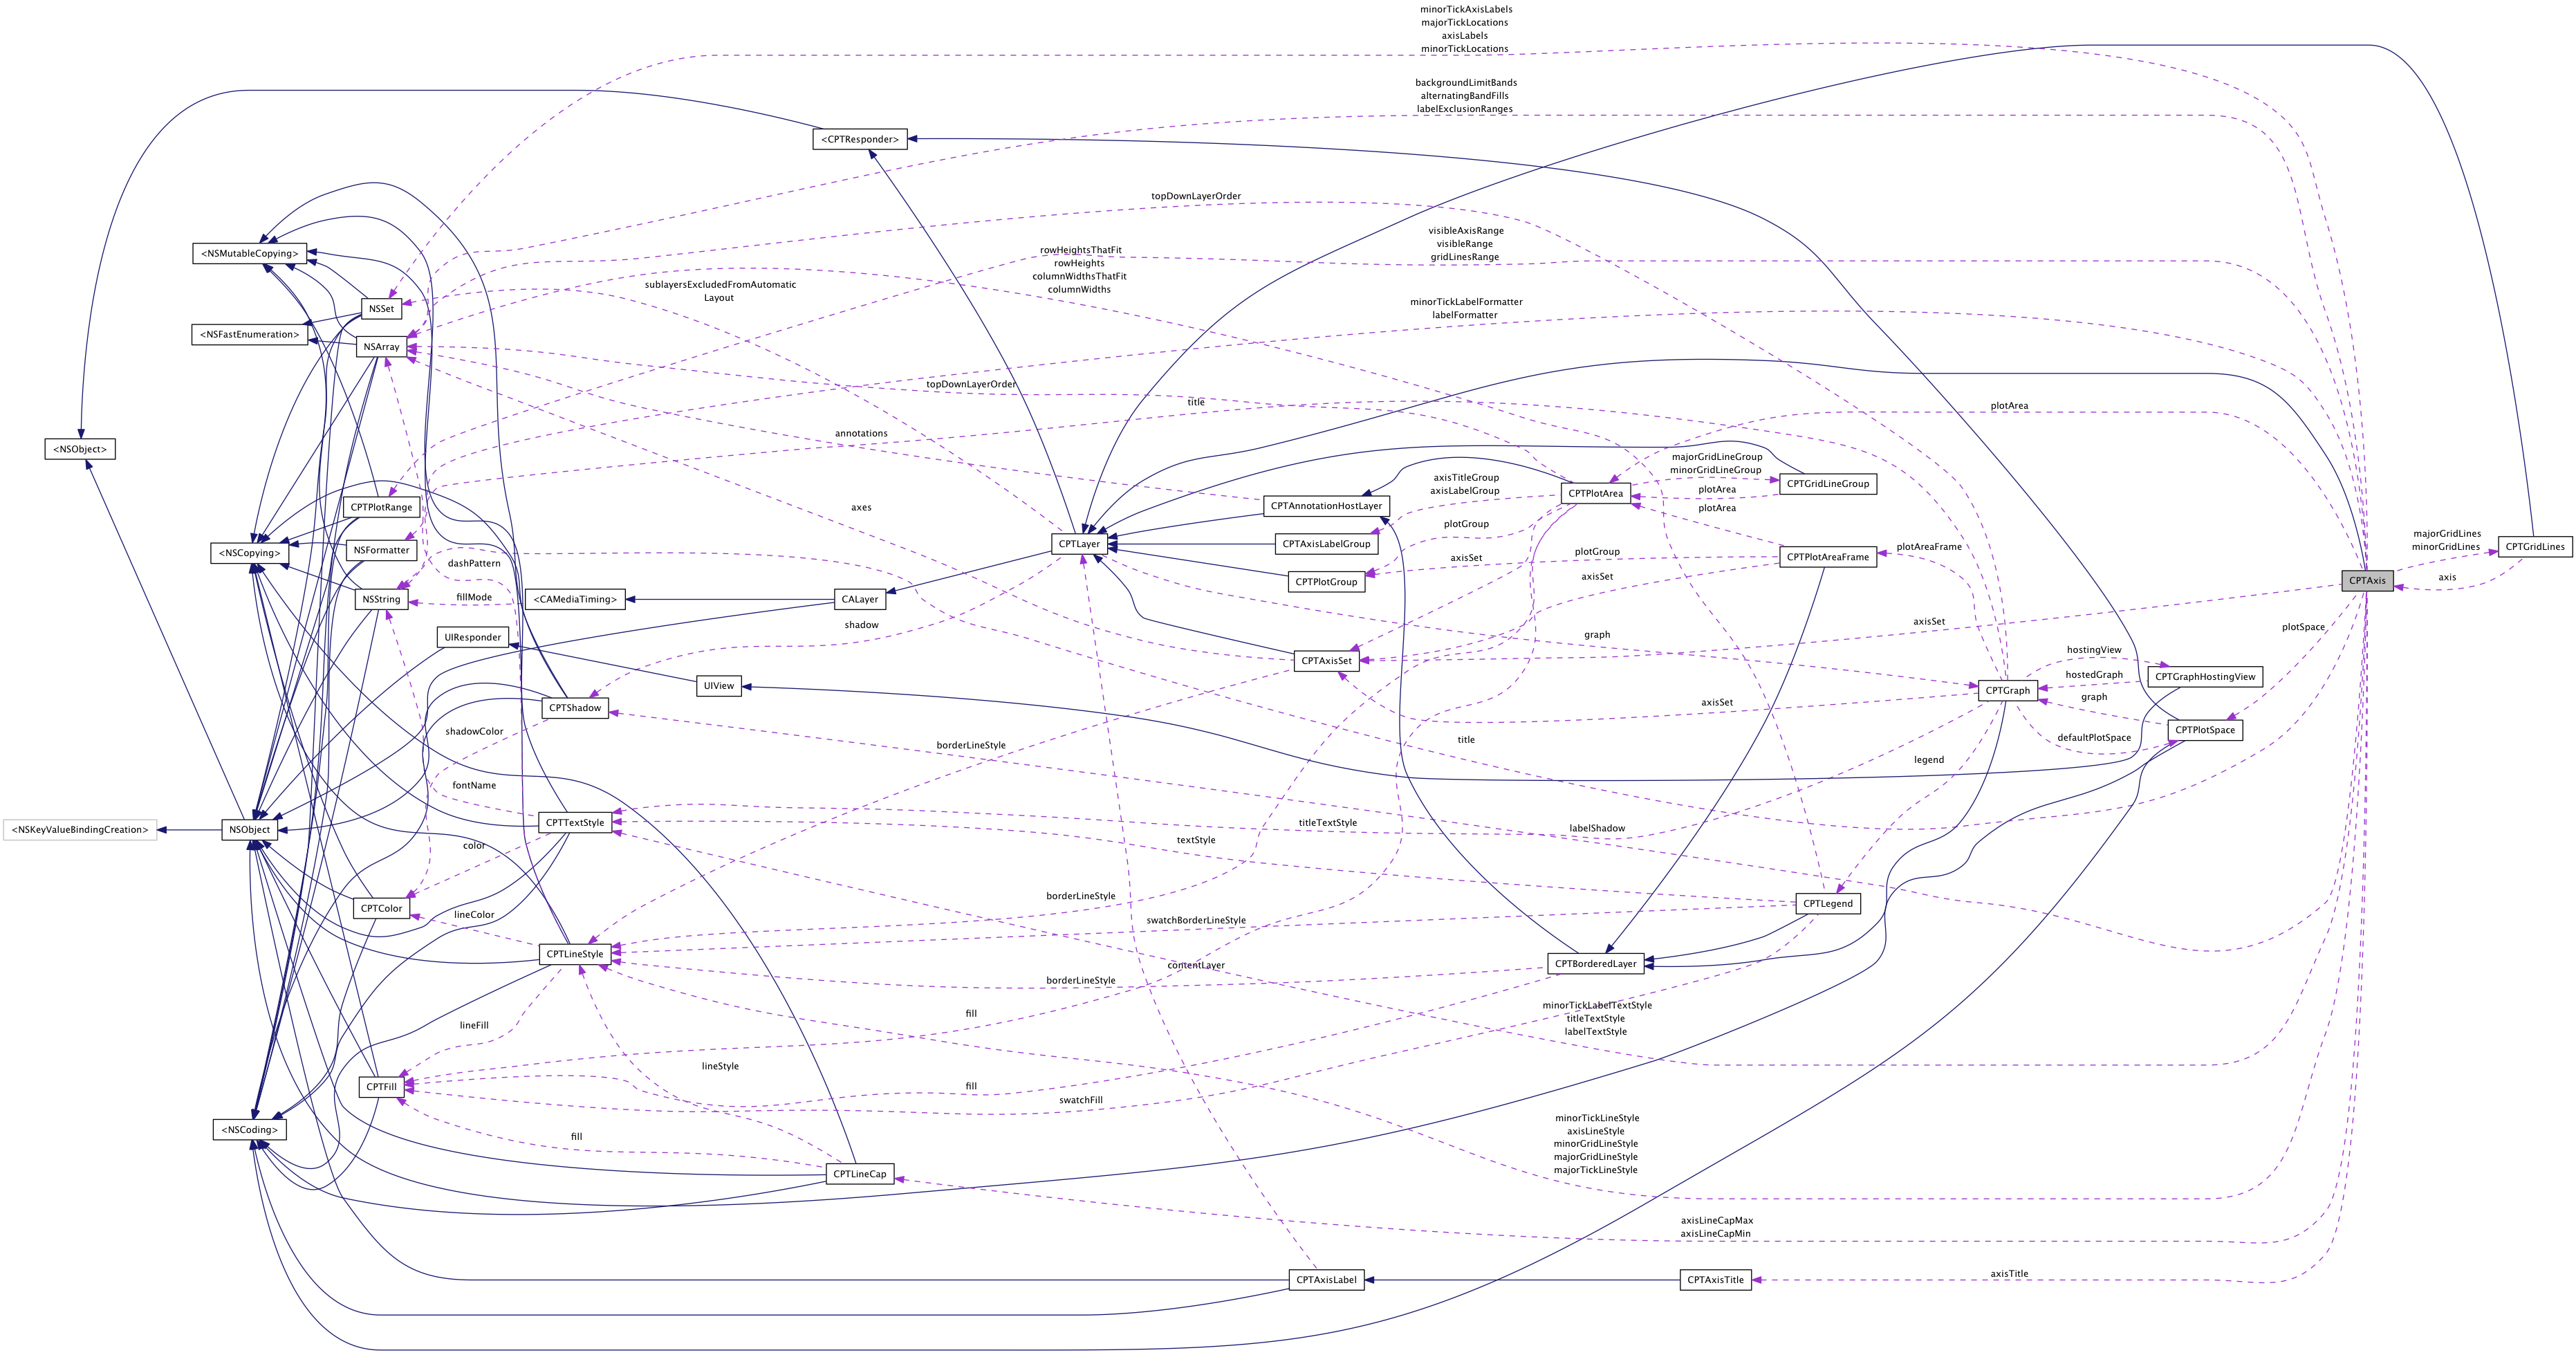 minorTickAxisLabels
majorTickLocations
axisLabels
minorTickLocations
backgroundLimitBands
alternatingBandFills
labelExclusionRanges
<CPTResponder>
topDownLayerOrder
visibleAxisRange
visibleRange
gridLinesRange
<NSMutableCopying>
rowHeightsThatFit
rowHeights
columnWidthsThatFit
columnWidths
sublayersExcludedFromAutomatic
Layout
minorTickLabelFormatter
labelFormatter
NSSet
<NSFastEnumeration>
NSArray
topDownLayerOrder
title
plotArea
annotations
<NSObject>
majorGridLineGroup
minorGridLineGroup
axisTitleGroup
axisLabelGroup
CPTGridLineGroup
CPTPlotArea
plotArea
CPTPlotRange
axes
CPTAnnotationHostLayer
plotArea
plotGroup
majorGridLines
minorGridLines
CPTLayer
CPTAxisLabelGroup
<NSCopying>
NSFormatter
plotGroup
axisSet
CPTPlotAreaFrame
plotAreaFrame
CPTGridLines
dashPattern
CPTPlotGroup
axisSet
CPTAxis
axis
NSString
fillMode
<CAMediaTiming>
CALayer
shadow
graph
axisSet
plotSpace
UIResponder
hostingView
CPTAxisSet
UIView
hostedGraph
CPTGraphHostingView
CPTGraph
graph
CPTShadow
axisSet
shadowColor
borderLineStyle
title
defaultPlotSpace
CPTPlotSpace
legend
fontName
<NSKeyValueBindingCreation>
NSObject
CPTTextStyle
titleTextStyle
labelShadow
color
textStyle
CPTColor
lineColor
borderLineStyle
swatchBorderLineStyle
CPTLegend
CPTLineStyle
contentLayer
CPTBorderedLayer
borderLineStyle
lineFill
fill
minorTickLabelTextStyle
titleTextStyle
labelTextStyle
lineStyle
CPTFill
fill
swatchFill
<NSCoding>
fill
minorTickLineStyle
axisLineStyle
minorGridLineStyle
majorGridLineStyle
majorTickLineStyle
CPTLineCap
axisLineCapMax
axisLineCapMin
CPTAxisLabel
CPTAxisTitle
axisTitle